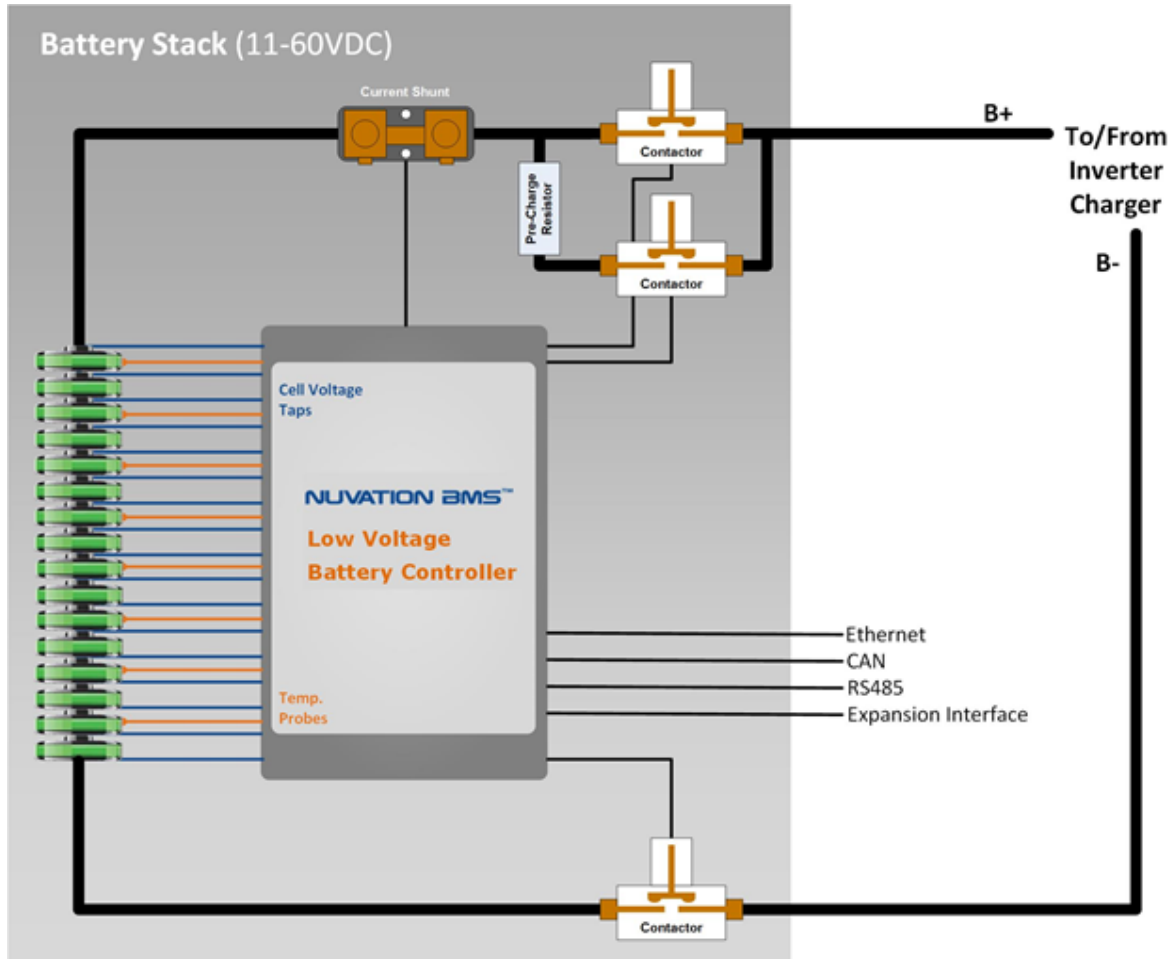 Battery Stack (11-60VDC)
Current Shunt
Contactor
B+
To/From
Inverter
Charger
Pre-Charge
Resistor
Contactor
B-
Cell Voltage
Taps
NUVATION BMS™
Low Voltage
Battery Controller
Ethernet
CAN
RS485
Expansion Interface
Temp.
Probes
Contactor